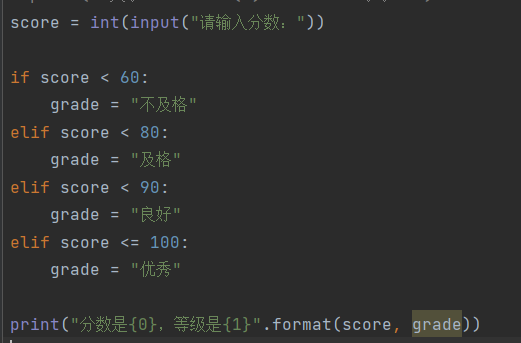 score = int(input("请输入分数："))
if score < 60:
    grade = "不及格"
elif score < 80:
    grade = "及格"
elif score < 90:
    grade = "良好"
elif score <= 100:
    grade = "优秀"
print("分数是{0}，等级是{1}".format(score, grade))